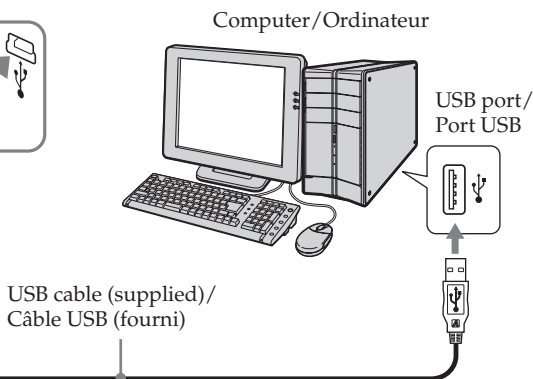 Computer/Ordinateur
USB port/
Port USB
USB cable (supplied)/
Câble USB (fourni)